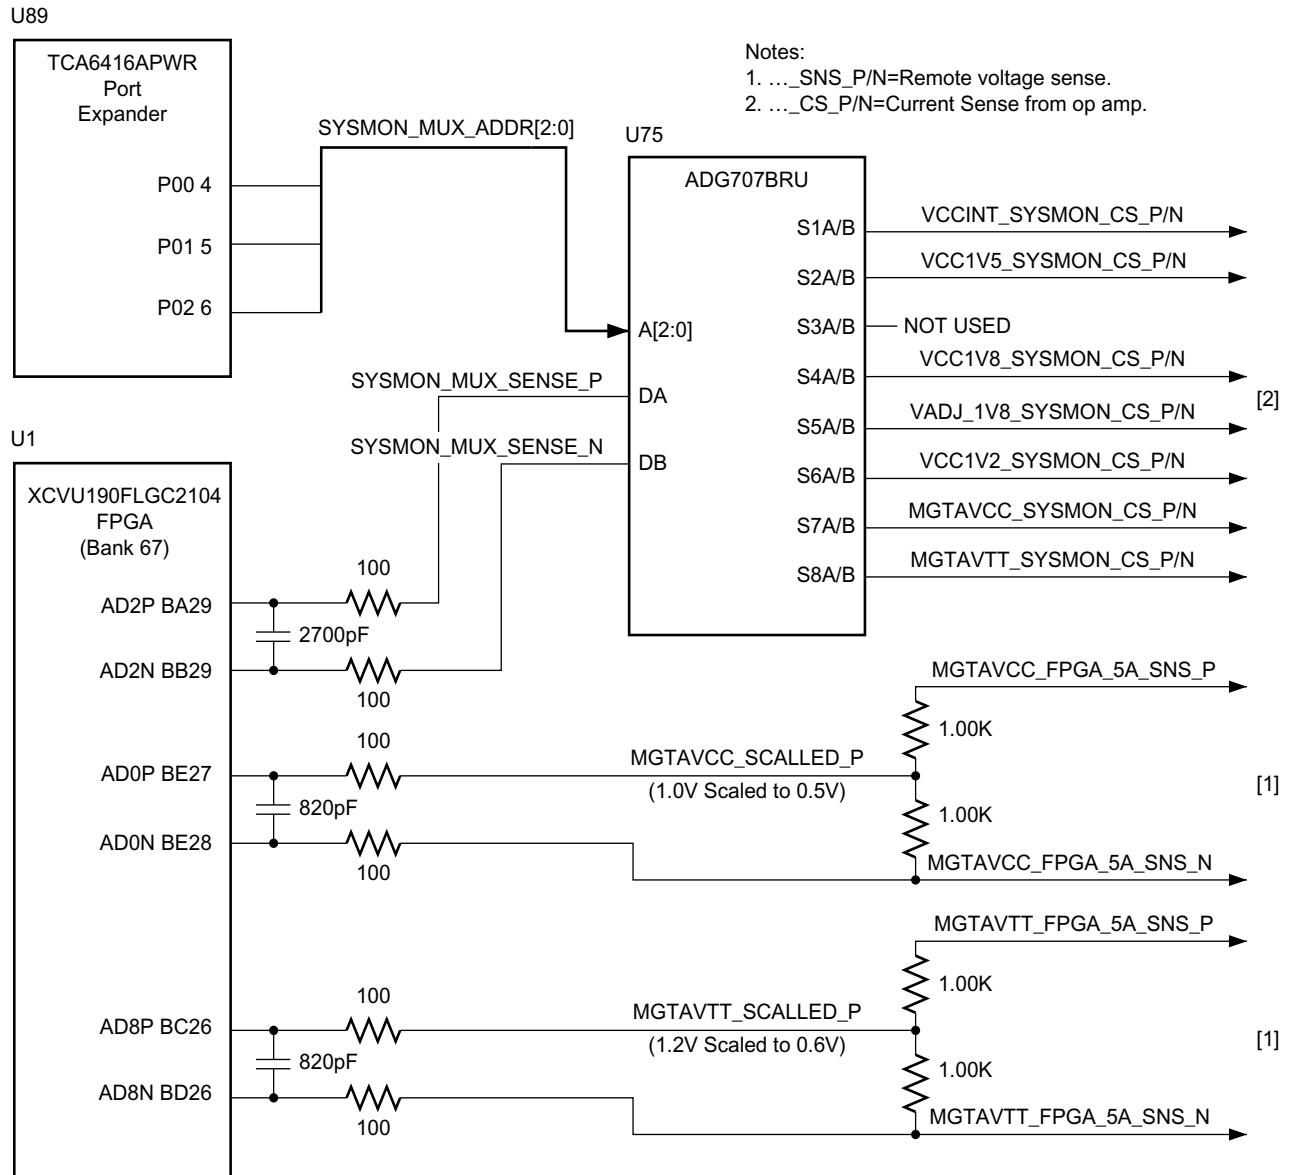 U89
TCA6416APWR
Port
Expander
P00 4
P01 5
P02 6
SYSMON_MUX_ADDR[2:0]
Notes:
1. …_SNS_P/N=Remote voltage sense.
2. …_CS_P/N=Current Sense from op amp.
U75
ADG707BRU
S1A/B
VCCINT_SYSMON_CS_P/N
S2A/B
VCC1V5_SYSMON_CS_P/N
A[2:0]
S3A/B
NOT USED
S4A/B
VCC1V8_SYSMON_CS_P/N
SYSMON_MUX_SENSE_P
DA
[2]
S5A/B
VADJ_1V8_SYSMON_CS_P/N
SYSMON_MUX_SENSE_N
DB
S6A/B
VCC1V2_SYSMON_CS_P/N
S7A/B
MGTAVCC_SYSMON_CS_P/N
S8A/B
MGTAVTT_SYSMON_CS_P/N
U1
XCVU190FLGC2104
FPGA
(Bank 67)
100
AD2P BA29
2700pF
AD2N BB29
100
MGTAVCC_FPGA_5A_SNS_P
1.00K
100
AD0P BE27
MGTAVCC_SCALLED_P
(1.0V Scaled to 0.5V)
[1]
820pF
1.00K
AD0N BE28
100
MGTAVCC_FPGA_5A_SNS_N
MGTAVTT_FPGA_5A_SNS_P
1.00K
100
AD8P BC26
MGTAVTT_SCALLED_P
(1.2V Scaled to 0.6V)
[1]
820pF
1.00K
AD8N BD26
100
MGTAVTT_FPGA_5A_SNS_N